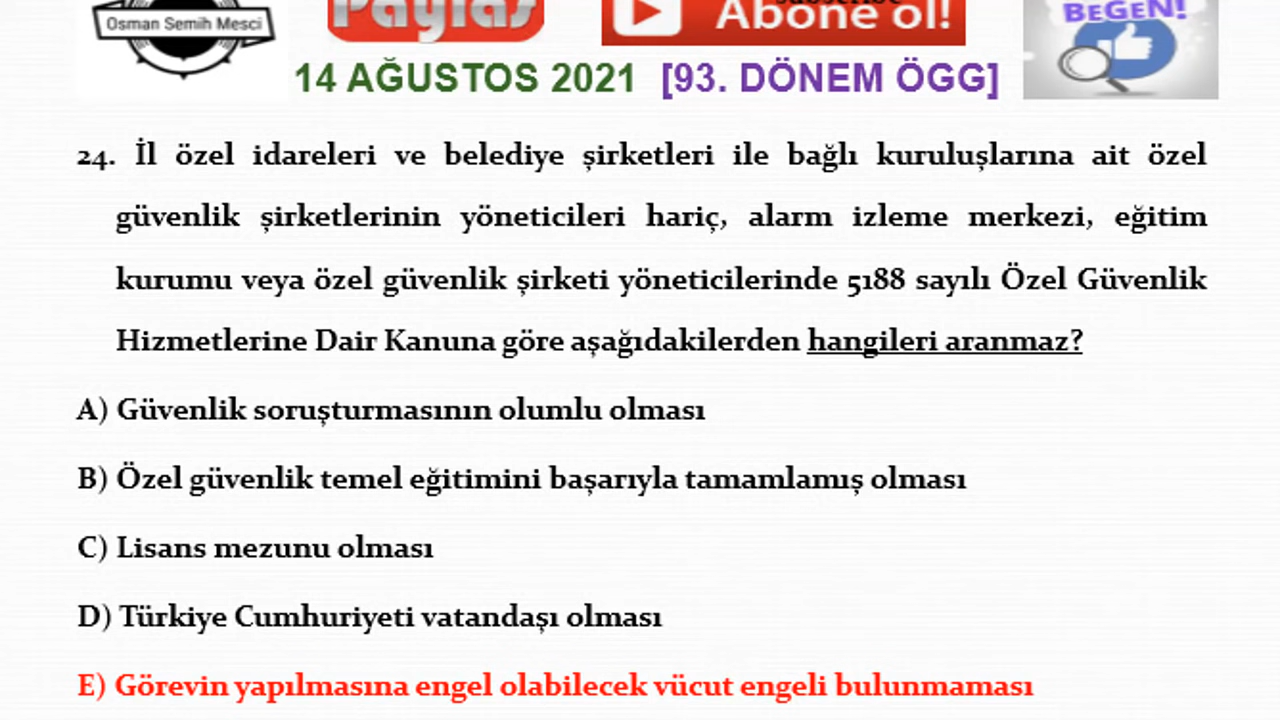 Osman Semih Mesci
Paylaş
subscribe
Abone ol!
BEĞEN!
14 AĞUSTOS 2021 [93. DÖNEM ÖGG]
24. İl özel idareleri ve belediye şirketleri ile bağlı kuruluşlarına ait özel
güvenlik şirketlerinin yöneticileri hariç, alarm izleme merkezi, eğitim
kurumu veya özel güvenlik şirketi yöneticilerinde 5188 sayılı Özel Güvenlik
Hizmetlerine Dair Kanuna göre aşağıdakilerden hangileri aranmaz?
A) Güvenlik soruşturmasının olumlu olması
B) Özel güvenlik temel eğitimini başarıyla tamamlamış olması
C) Lisans mezunu olması
D) Türkiye Cumhuriyeti vatandaşı olması
E) Görevin yapılmasına engel olabilecek vücut engeli bulunmaması